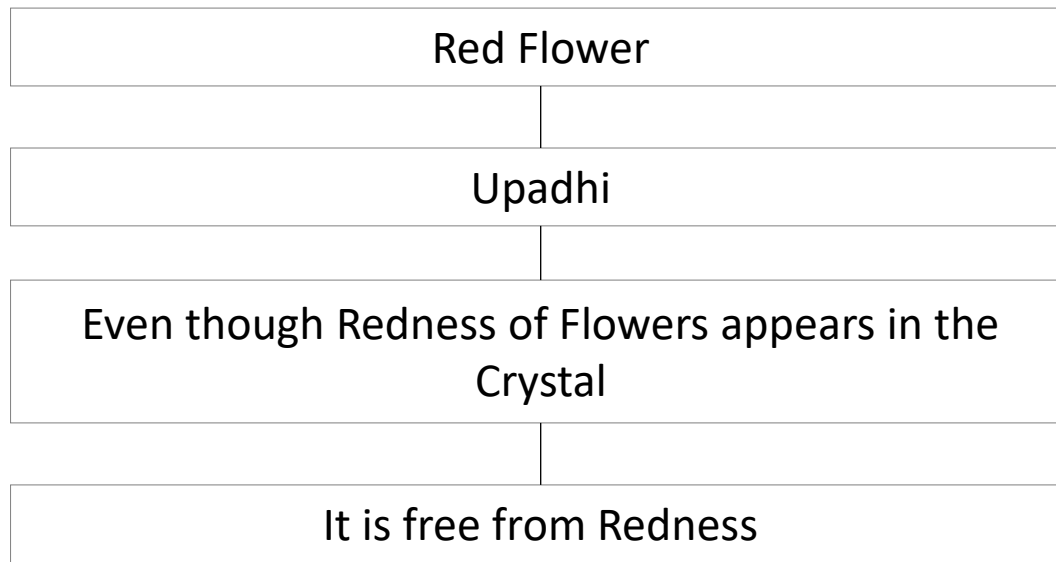 Red Flower
Upadhi
Even though Redness of Flowers appears in the
Crystal
It is free from Redness